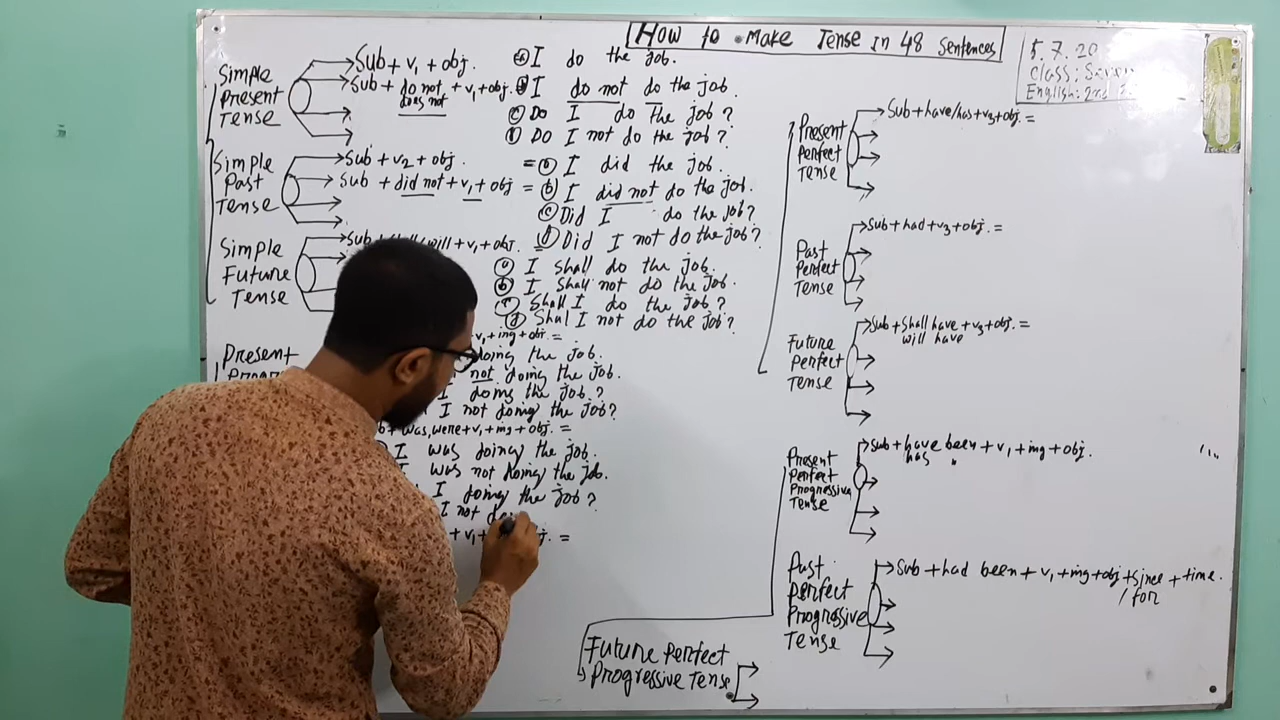 How to Make Tense In 48 Sentences
5.7.20
Class:
English: 2nd
Simple
Present
Tense
Sub + v1 + obj.
Sub + do not + v1 + obj.
does not
ⓐ I do the job.
ⓑ I do not do the job.
ⓒ Do I do the job?
ⓓ Do I not do the job?
Simple
Past
Tense
Sub + v2 + obj.
Sub + did not + v1 + obj
= ⓐ I did the job.
= ⓑ I did not do the job.
ⓒ Did I do the job?
ⓓ Did I not do the job?
Simple
Future
Tense
Sub + will + v1 + obj.
ⓐ I Shall do the job.
ⓑ I Shall not do the job.
ⓒ Shall I do the job?
ⓓ Shal I not do the job?
Present
v1 + ing + obj. =
doing the job.
not doing the job.
I doing the job?
I not doing the job?
was, were + v1 + ing + obj. =
I was doing the job.
I was not doing the job.
I doing the job?
I not
+ v1 + =
Present
Perfect
Tense
Sub + have/has + v3 + obj. =
Past
Perfect
Tense
Sub + had + v3 + obj. =
Future
Perfect
Tense
Sub + Shall have + v3 + obj. =
will have
Present
Perfect
Progressive
Tense
Sub + have been + v1 + ing + obj.
has "
Past
Perfect
Progressive
Tense
Sub + had been + v1 + ing + obj + since + time.
/ for
Future Perfect
Progressive Tense